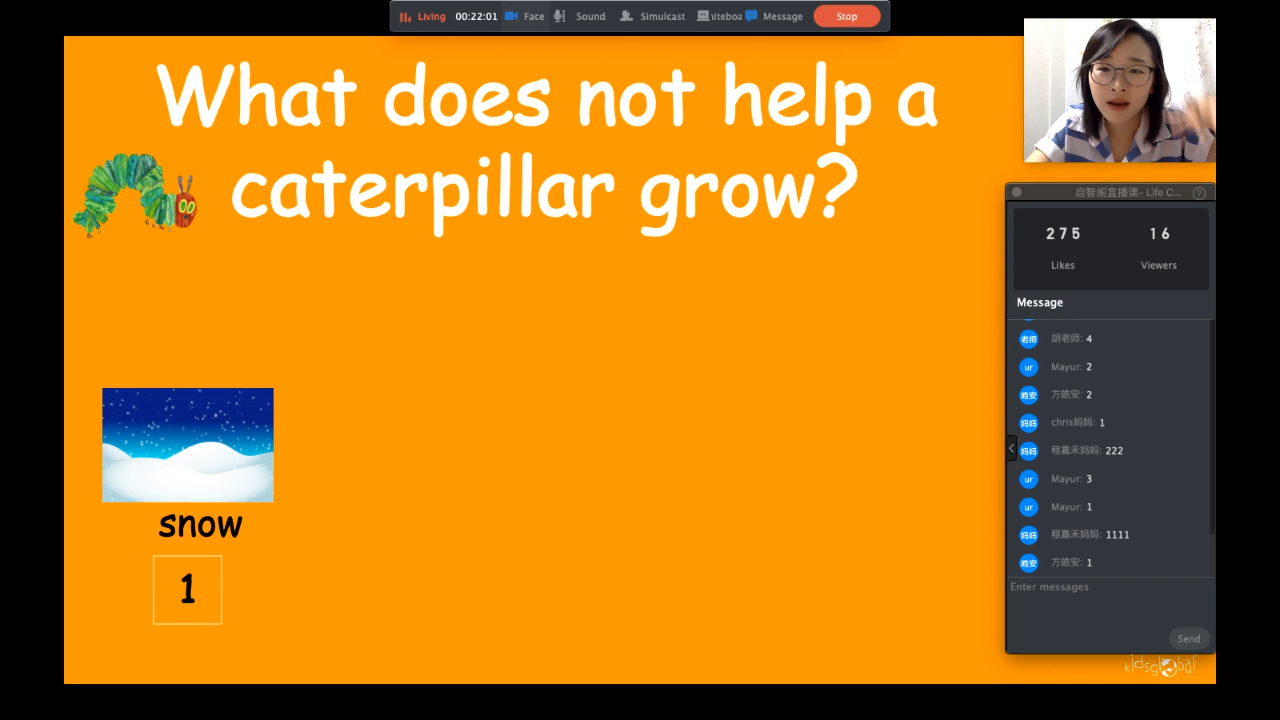 Living 00:22:01 Face Sound Simulcast iteboa Message Stop
What does not help a
caterpillar grow?
snow
1
启智阁直播课- Life C... ?
275 16
Likes Viewers
Message
老师 胡老师: 4
ur Mayur: 2
皓安 方皓安: 2
妈妈 chris妈妈: 1
妈妈 程嘉禾妈妈: 222
ur Mayur: 3
ur Mayur: 1
妈妈 程嘉禾妈妈: 1111
皓安 方皓安: 1
Enter messages
Send
kidsglobal